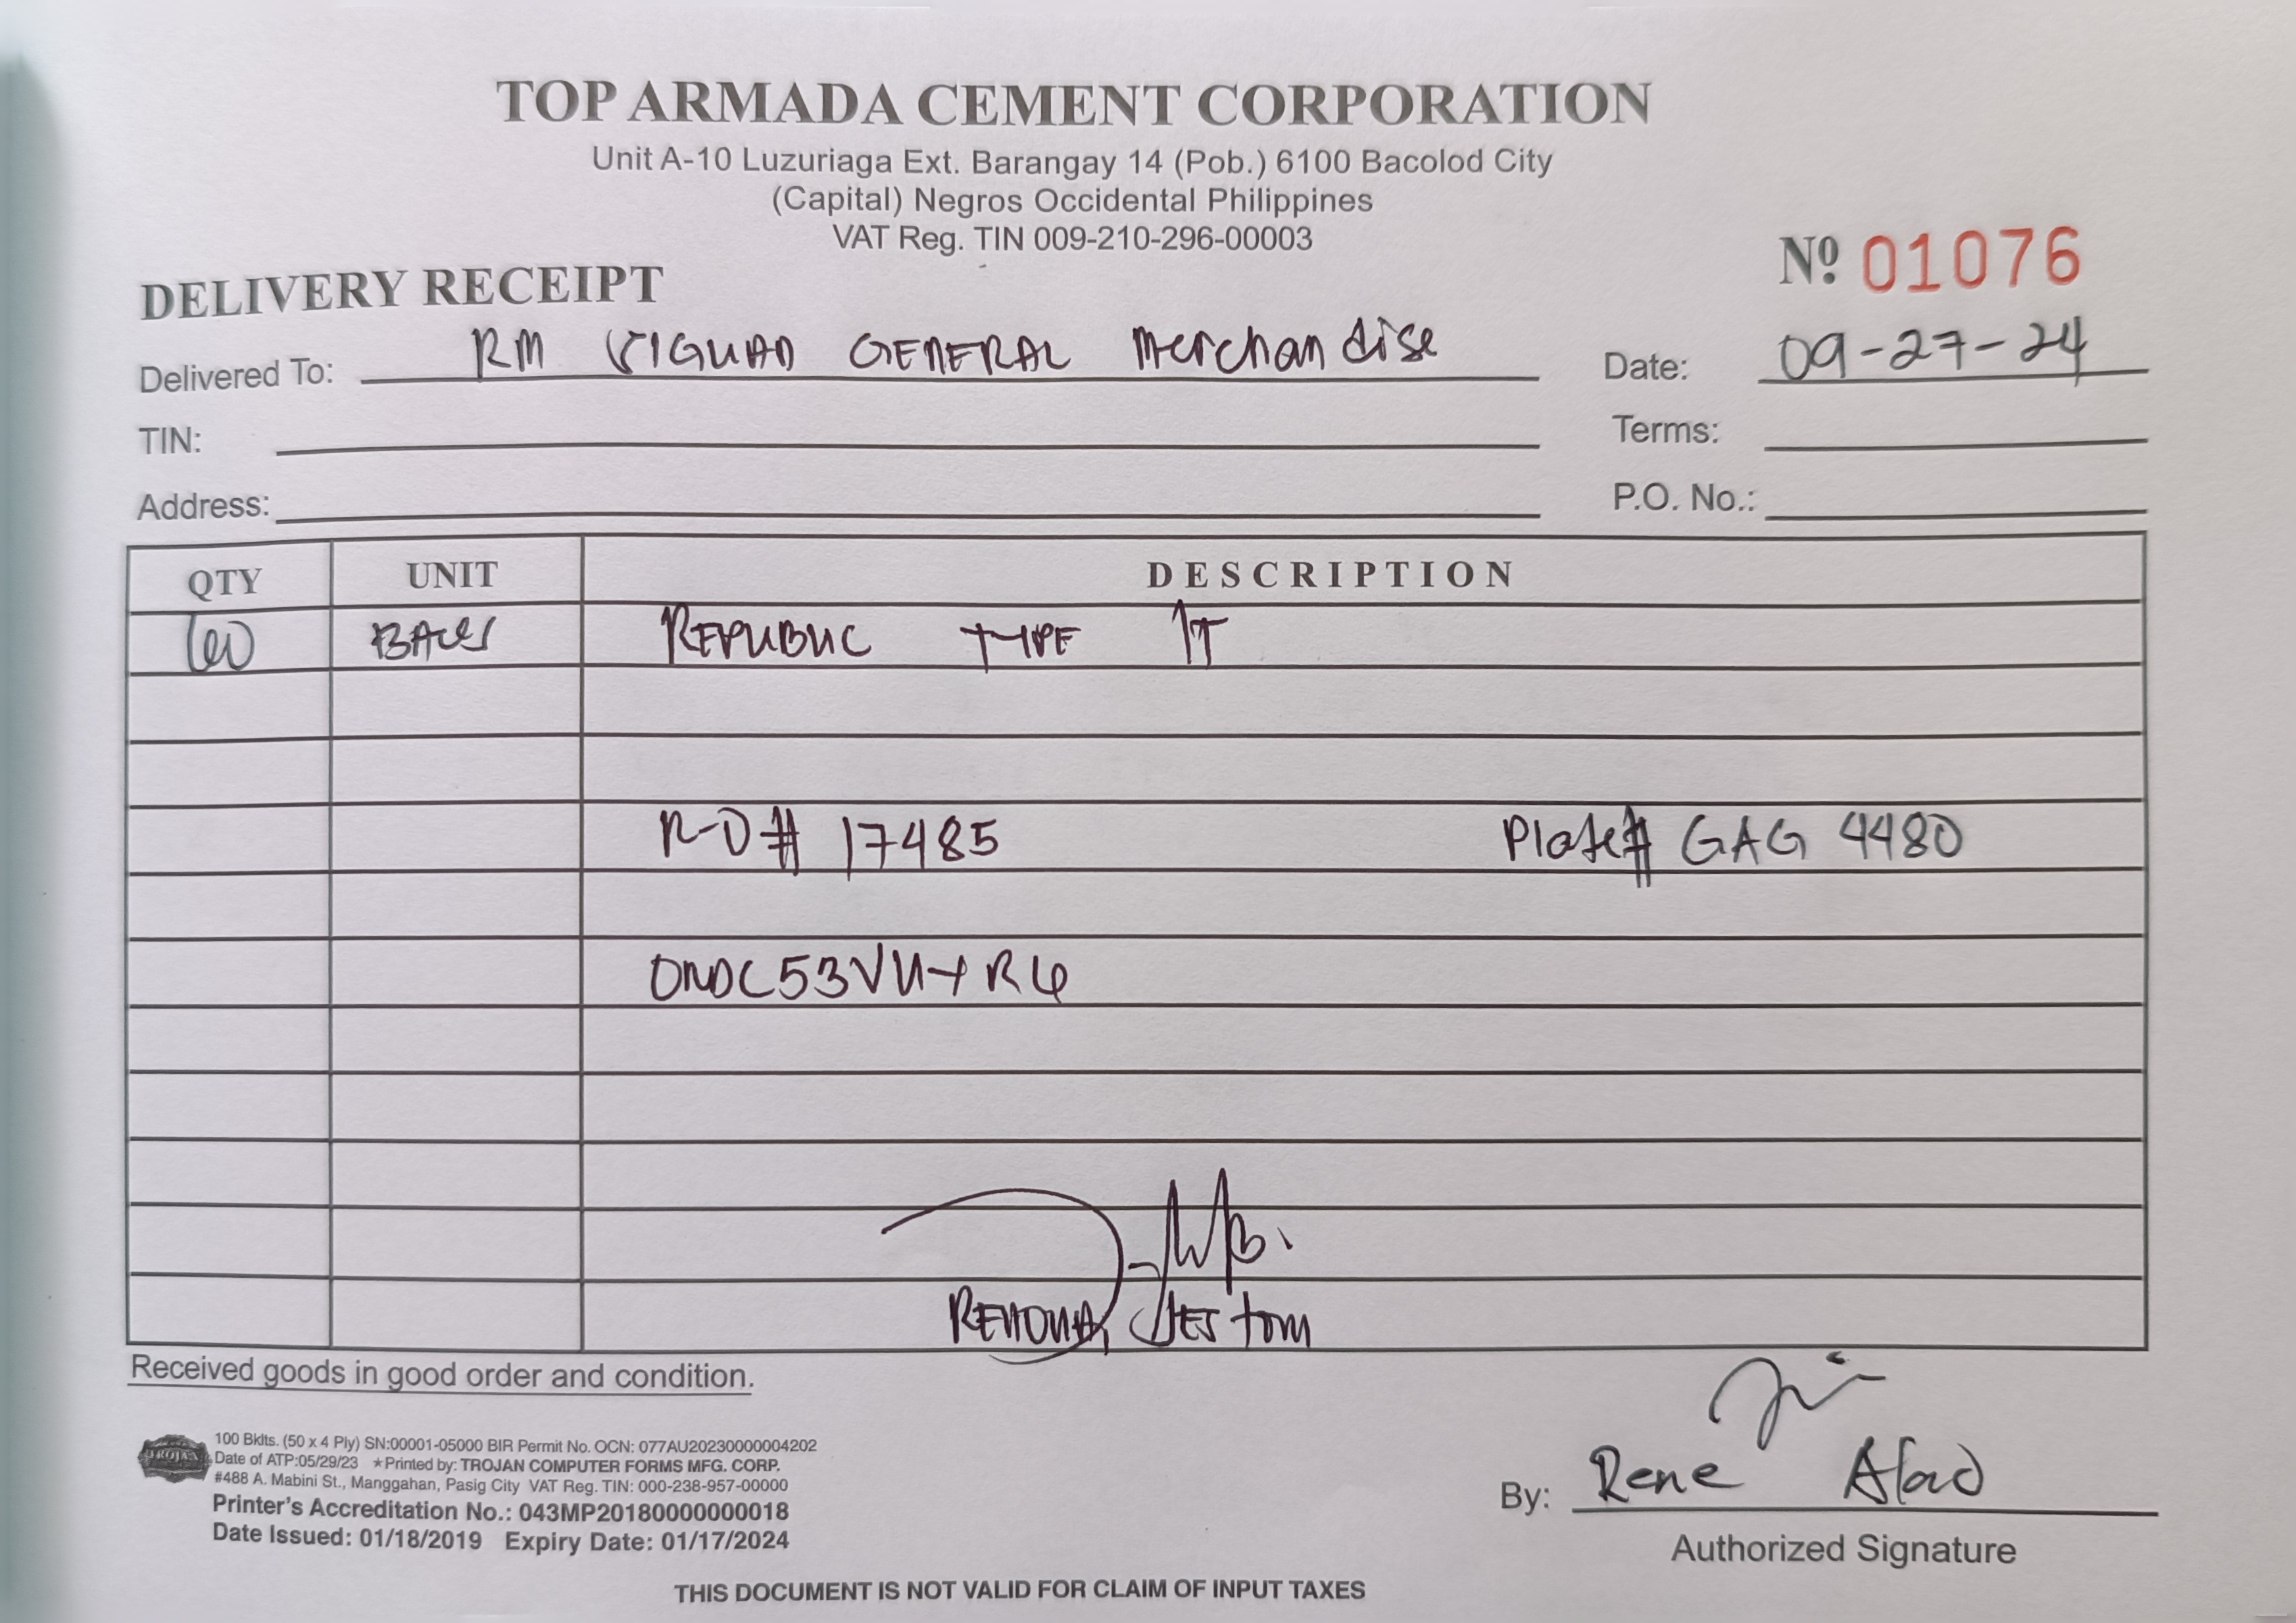 TOP ARMADA CEMENT CORPORATION
Unit A-10 Luzuriaga Ext. Barangay 14 (Pob.) 6100 Bacolod City
(Capital) Negros Occidental Philippines
VAT Reg. TIN 009-210-296-00003
Nº 01076
DELIVERY RECEIPT
Delivered To: RM GENERAL Merchandise
Date: 09-27-24
TIN:
Terms:
Address:
P.O. No.:
QTY UNIT DESCRIPTION
BAGS REPUBLIC TYPE 1T
R-O# 17485 Plate# GAG 4480
Received goods in good order and condition.
TROJAN
100 Bklts. (50 x 4 Ply) SN:00001-05000 BIR Permit No. OCN: 077AU20230000004202
Date of ATP:05/29/23 ★Printed by: TROJAN COMPUTER FORMS MFG. CORP.
#488 A. Mabini St., Manggahan, Pasig City VAT Reg. TIN: 000-238-957-00000
Printer's Accreditation No.: 043MP20180000000018
Date Issued: 01/18/2019 Expiry Date: 01/17/2024
By: Rene
Authorized Signature
THIS DOCUMENT IS NOT VALID FOR CLAIM OF INPUT TAXES